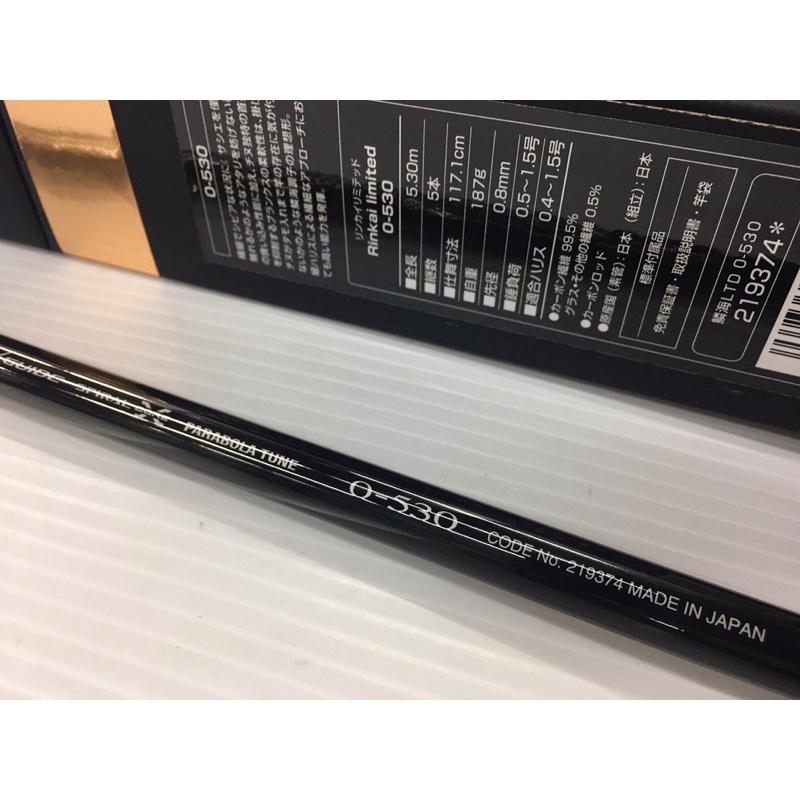 0-530
リンカイリミテッド
Rinkai limited
0-530
■全長 5.30m
■継数 5本
■仕舞寸法 117.1cm
■自重 187g
■先径 0.8mm
■錘負荷 0.5~1.5号
■適合ハリス 0.4~1.5号
●カーボン繊維 99.5%
グラス+その他の繊維 0.5%
●カーボンロッド
●原産国(素管):日本 (組立):日本
標準付属品
免責保証書・取扱説明書・竿袋
鱗海LTD 0-530
219374*
GUIDE SPIRAL CORE X PARABOLA TUNE 0-530 CODE No. 219374 MADE IN JAPAN